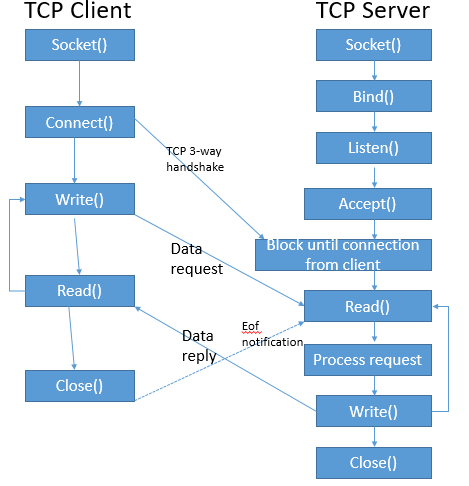 TCP Client
TCP Server
Socket()
Socket()
Bind()
Connect()
Listen()
TCP 3-way
handshake
Write()
Accept()
Block until connection
from client
Data
request
Read()
Read()
Eof
notification
Data
reply
Process request
Close()
Write()
Close()